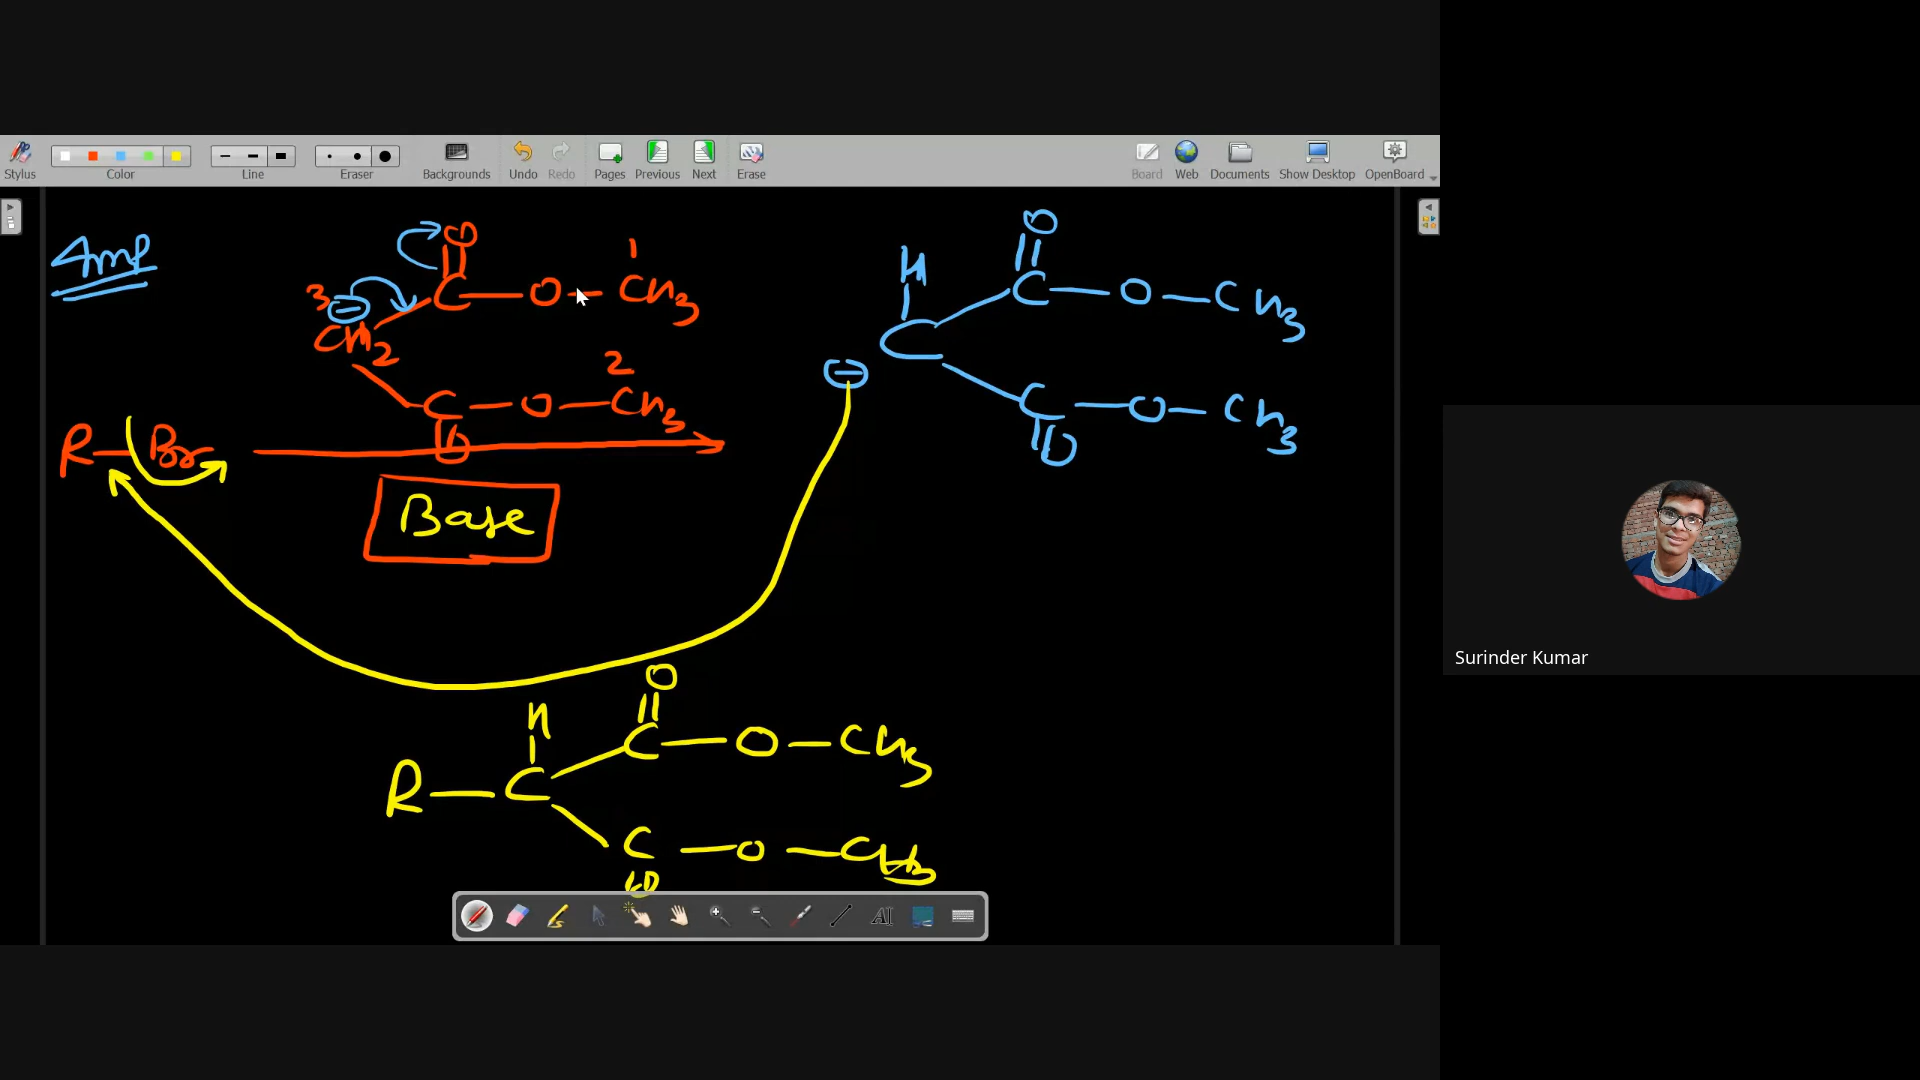 Stylus Color Line Eraser Backgrounds Undo Redo Pages Previous Next Erase Board Web Documents Show Desktop OpenBoard
Amp
O
C — O — CH3
1
3
CH2
2
C — O — CH3
O
R — Br
Base
H
O
C
C — O — CH3
C — O — CH3
O
H
O
R — C
C — O — CH3
C — O — CH3
O
AI
Surinder Kumar